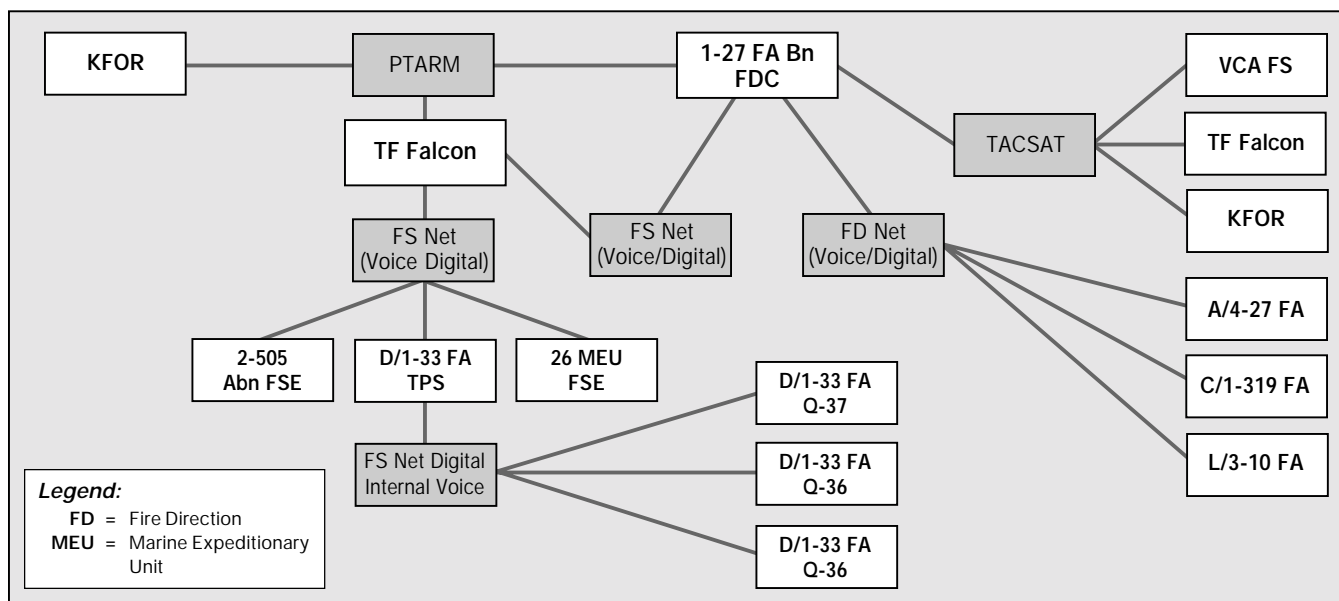 KFOR
PTARM
1-27 FA Bn
FDC
VCA FS
TF Falcon
TACSAT
TF Falcon
KFOR
FS Net
(Voice Digital)
FS Net
(Voice/Digital)
FD Net
(Voice/Digital)
A/4-27 FA
C/1-319 FA
L/3-10 FA
2-505
Abn FSE
D/1-33 FA
TPS
26 MEU
FSE
D/1-33 FA
Q-37
FS Net Digital
Internal Voice
D/1-33 FA
Q-36
D/1-33 FA
Q-36
Legend:
FD = Fire Direction
MEU = Marine Expeditionary
Unit